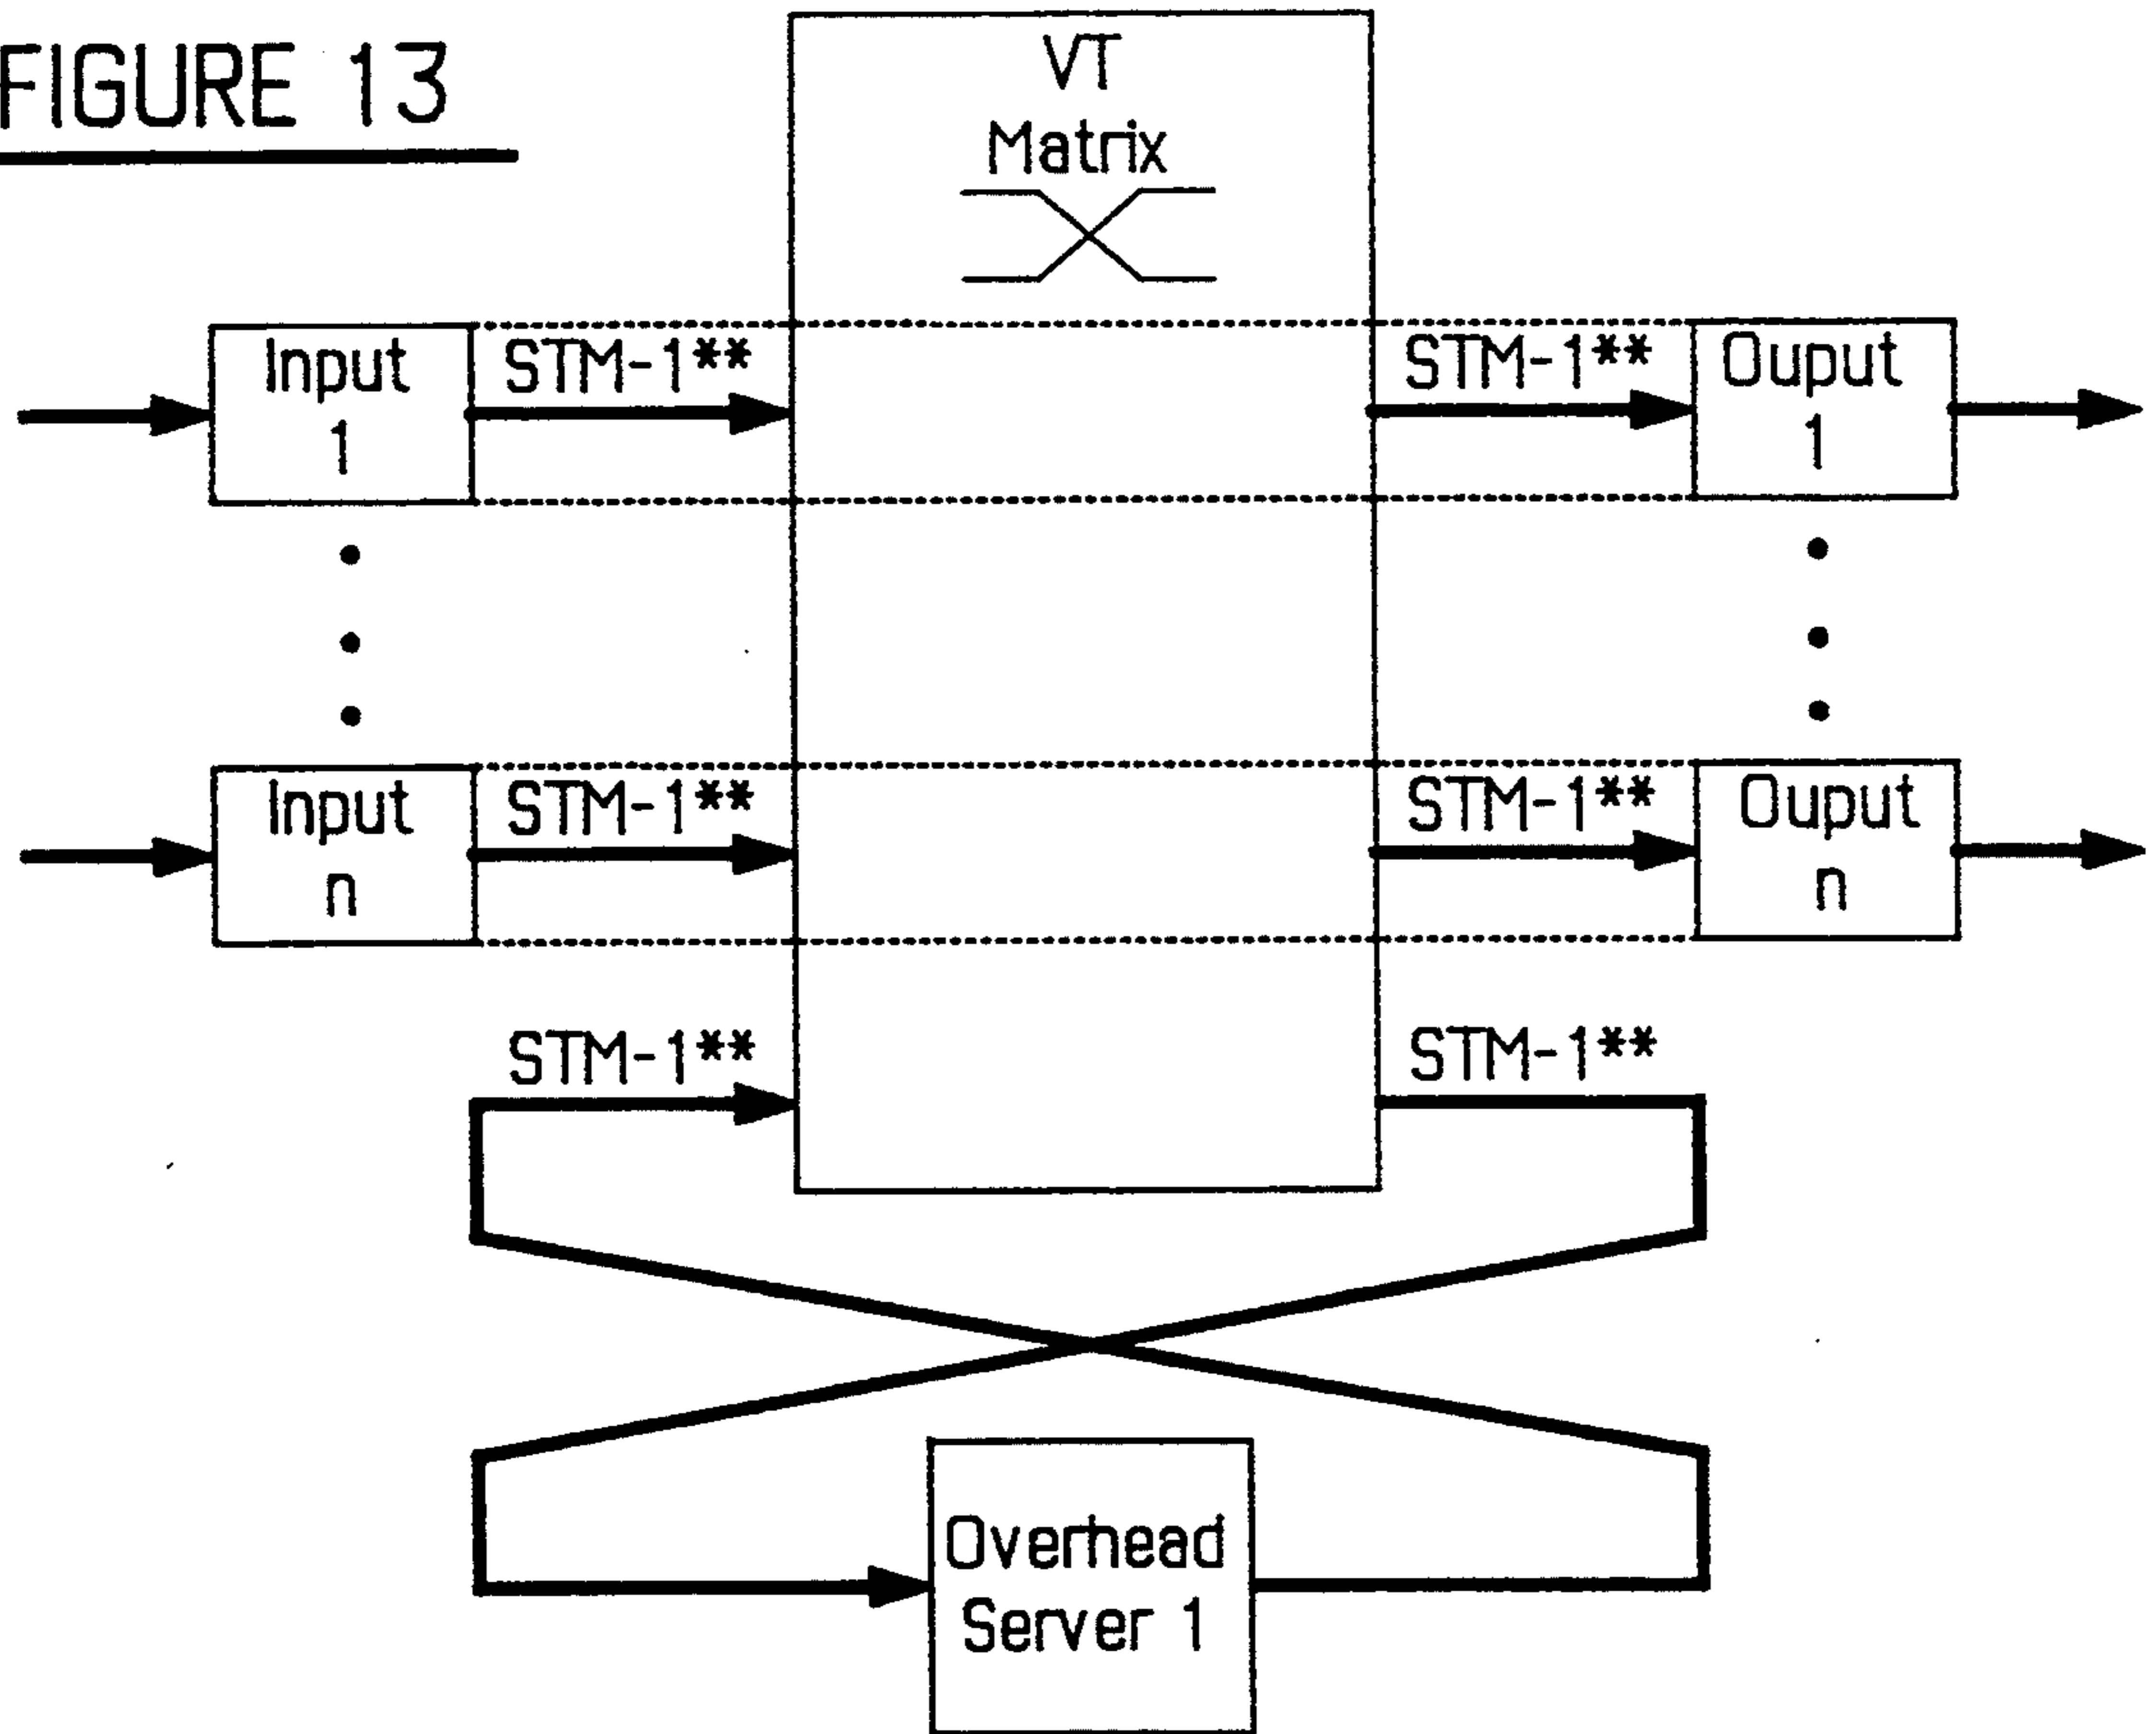 FIGURE 13
VT
Matrix
Input
1
STM-1**
STM-1**
Ouput
1
Input
n
STM-1**
STM-1**
Ouput
n
STM-1**
STM-1**
Overhead
Server 1